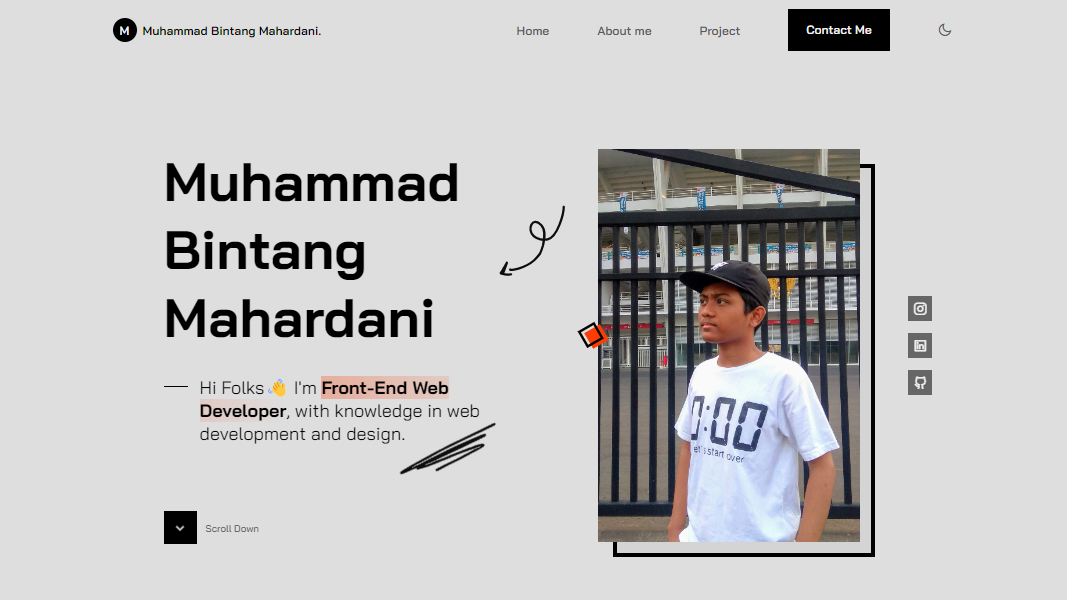 M Muhammad Bintang Mahardani.
Home About me Project Contact Me
Muhammad
Bintang
Mahardani
Hi Folks👋 I'm Front-End Web
Developer, with knowledge in web
development and design.
0:00
let's start over
Scroll Down